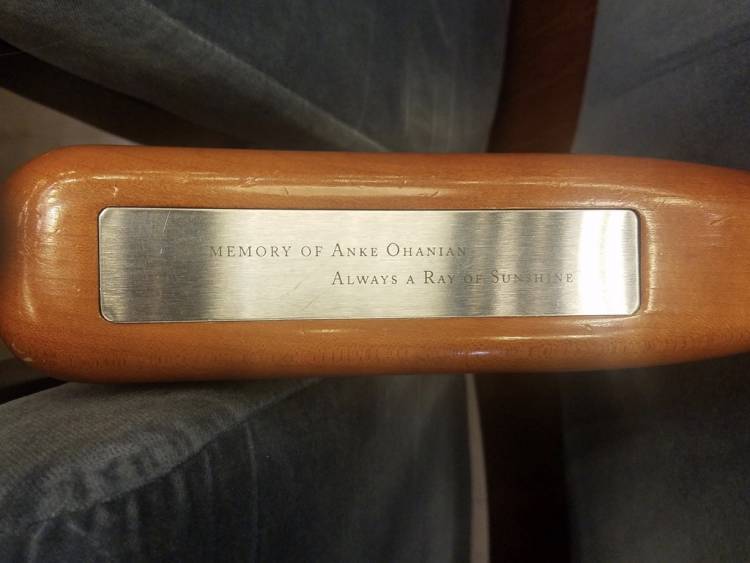 MEMORY OF ANKE OHANIAN
ALWAYS A RAY OF SUNSHINE